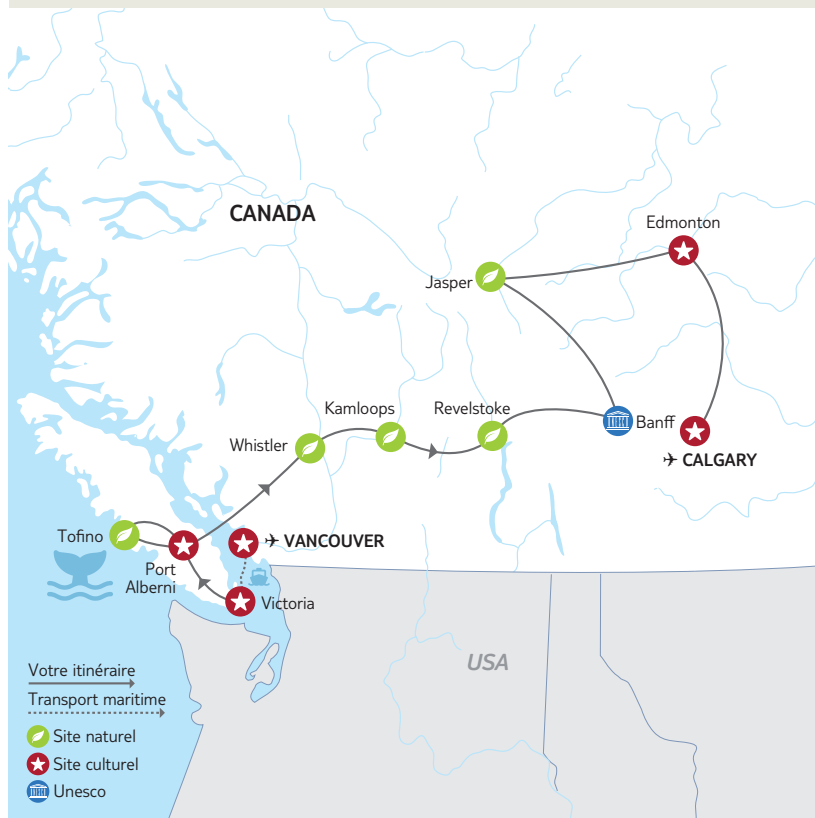 CANADA
Edmonton
Jasper
Kamloops
Revelstoke
Banff
Whistler
CALGARY
Tofino
VANCOUVER
Port
Alberni
Victoria
USA
Votre itinéraire
Transport maritime
Site naturel
Site culturel
Unesco